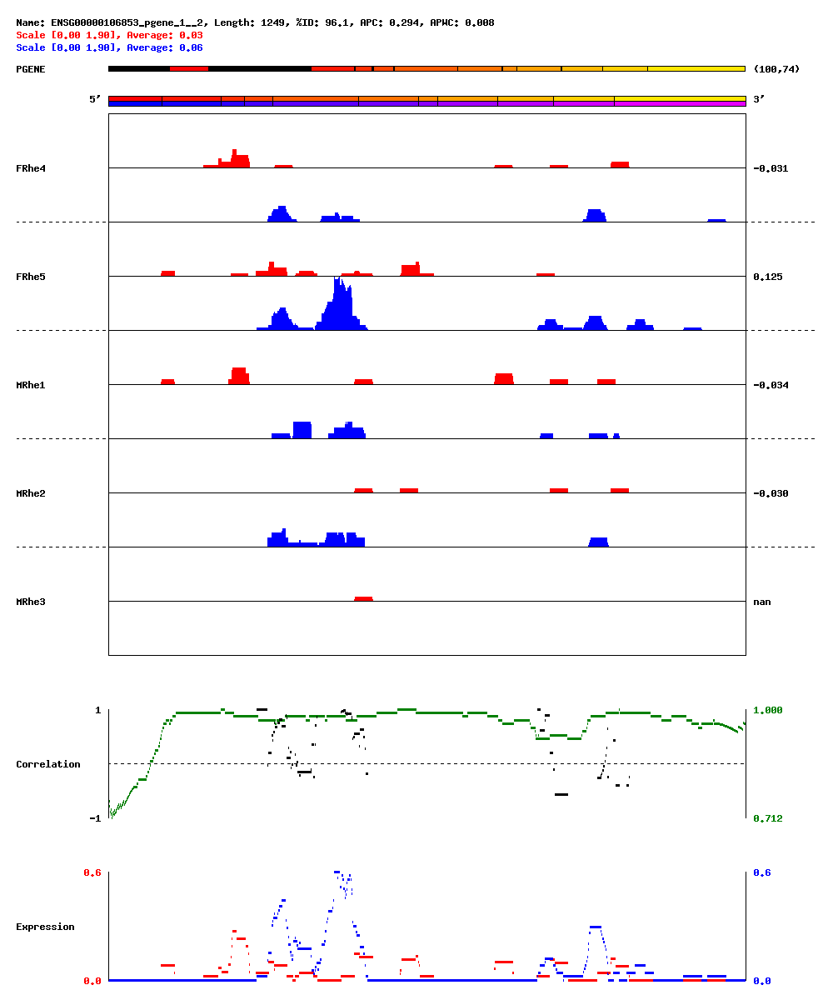 Name: ENSG00000106853_pgene_1__2, Length: 1249, %ID: 96.1, APC: 0.294, APWC: 0.008
Scale [0.00 1.90], Average: 0.03
Scale [0.00 1.90], Average: 0.06
PGENE (100,74)
5' 3'
FRhe4 -0.031
FRhe5 0.125
MRhe1 -0.034
MRhe2 -0.030
MRhe3 nan
1 1.000
Correlation
-1 0.712
0.6 0.6
Expression
0.0 0.0